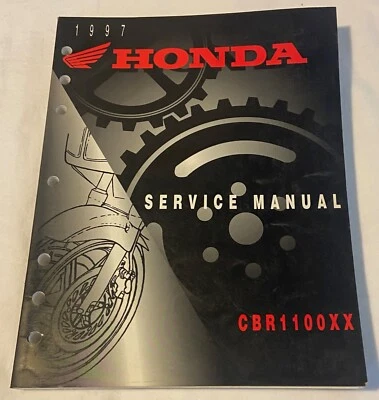 1997
HONDA
SERVICE MANUAL
CBR1100XX